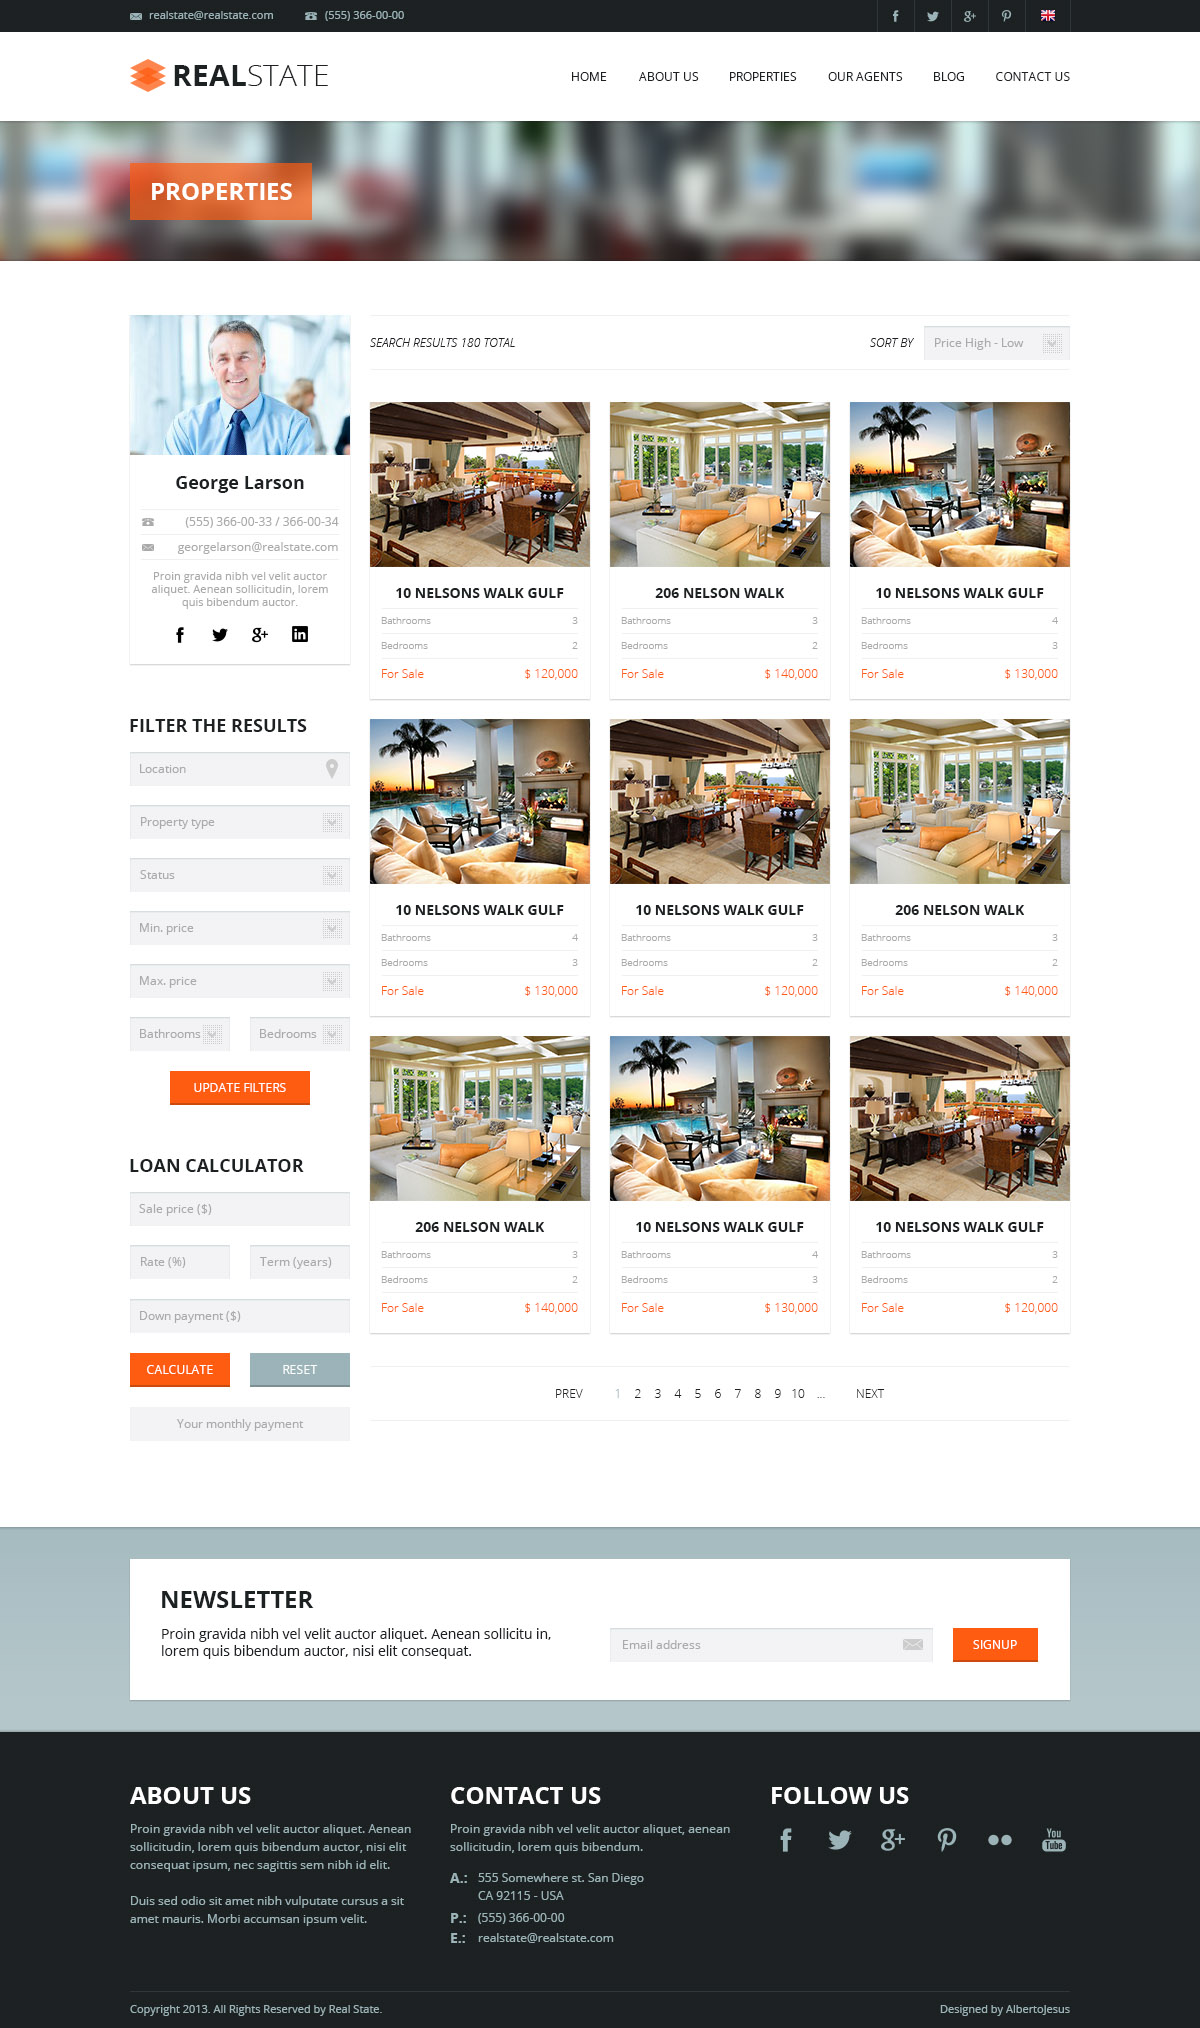 realstate@realstate.com (555) 366-00-00
REALSTATE
HOME ABOUT US PROPERTIES OUR AGENTS BLOG CONTACT US
PROPERTIES
George Larson
(555) 366-00-33 / 366-00-34
georgelarson@realstate.com
Proin gravida nibh vel velit auctor
aliquet. Aenean sollicitudin, lorem
quis bibendum auctor.
FILTER THE RESULTS
Location
Property type
Status
Min. price
Max. price
Bathrooms Bedrooms
UPDATE FILTERS
LOAN CALCULATOR
Sale price ($)
Rate (%) Term (years)
Down payment ($)
CALCULATE RESET
Your monthly payment
SEARCH RESULTS 180 TOTAL SORT BY Price High - Low
10 NELSONS WALK GULF
Bathrooms 3
Bedrooms 2
For Sale $ 120,000
206 NELSON WALK
Bathrooms 3
Bedrooms 2
For Sale $ 140,000
10 NELSONS WALK GULF
Bathrooms 4
Bedrooms 3
For Sale $ 130,000
10 NELSONS WALK GULF
Bathrooms 4
Bedrooms 3
For Sale $ 130,000
10 NELSONS WALK GULF
Bathrooms 3
Bedrooms 2
For Sale $ 120,000
206 NELSON WALK
Bathrooms 3
Bedrooms 2
For Sale $ 140,000
206 NELSON WALK
Bathrooms 3
Bedrooms 2
For Sale $ 140,000
10 NELSONS WALK GULF
Bathrooms 4
Bedrooms 3
For Sale $ 130,000
10 NELSONS WALK GULF
Bathrooms 3
Bedrooms 2
For Sale $ 120,000
PREV 1 2 3 4 5 6 7 8 9 10 ... NEXT
NEWSLETTER
Proin gravida nibh vel velit auctor aliquet. Aenean sollicitu in,
lorem quis bibendum auctor, nisi elit consequat.
Email address SIGNUP
ABOUT US
Proin gravida nibh vel velit auctor aliquet. Aenean
sollicitudin, lorem quis bibendum auctor, nisi elit
consequat ipsum, nec sagittis sem nibh id elit.
Duis sed odio sit amet nibh vulputate cursus a sit
amet mauris. Morbi accumsan ipsum velit.
CONTACT US
Proin gravida nibh vel velit auctor aliquet, aenean
sollicitudin, lorem quis bibendum.
A.: 555 Somewhere st. San Diego
CA 92115 - USA
P.: (555) 366-00-00
E.: realstate@realstate.com
FOLLOW US
You Tube
Copyright 2013. All Rights Reserved by Real State. Designed by AlbertoJesus